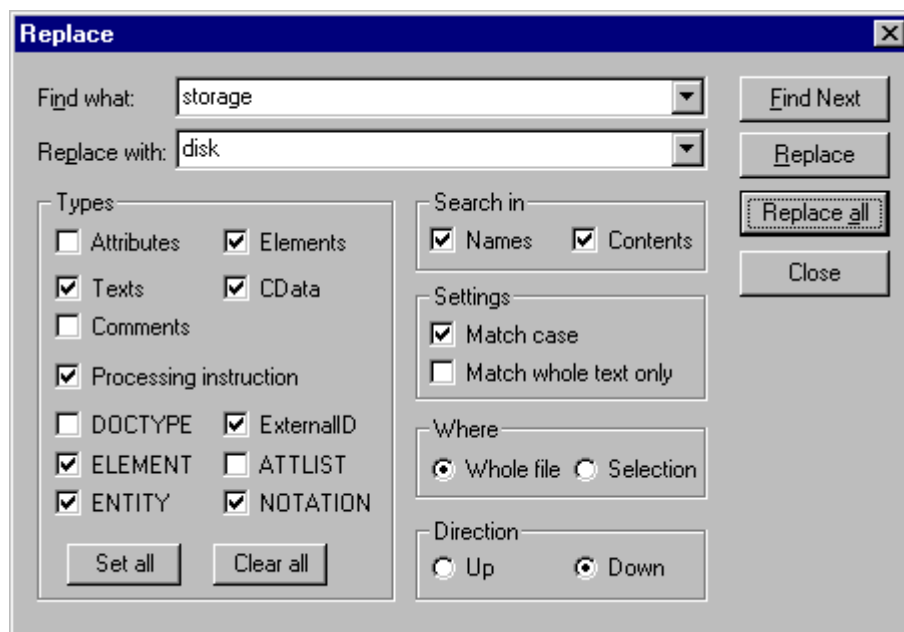 Replace
Find what: storage
Find Next
Replace with: disk
Replace
Replace all
Close
Types
Attributes Elements
Texts CData
Comments
Processing instruction
DOCTYPE ExternalID
ELEMENT ATTLIST
ENTITY NOTATION
Set all Clear all
Search in
Names Contents
Settings
Match case
Match whole text only
Where
Whole file Selection
Direction
Up Down